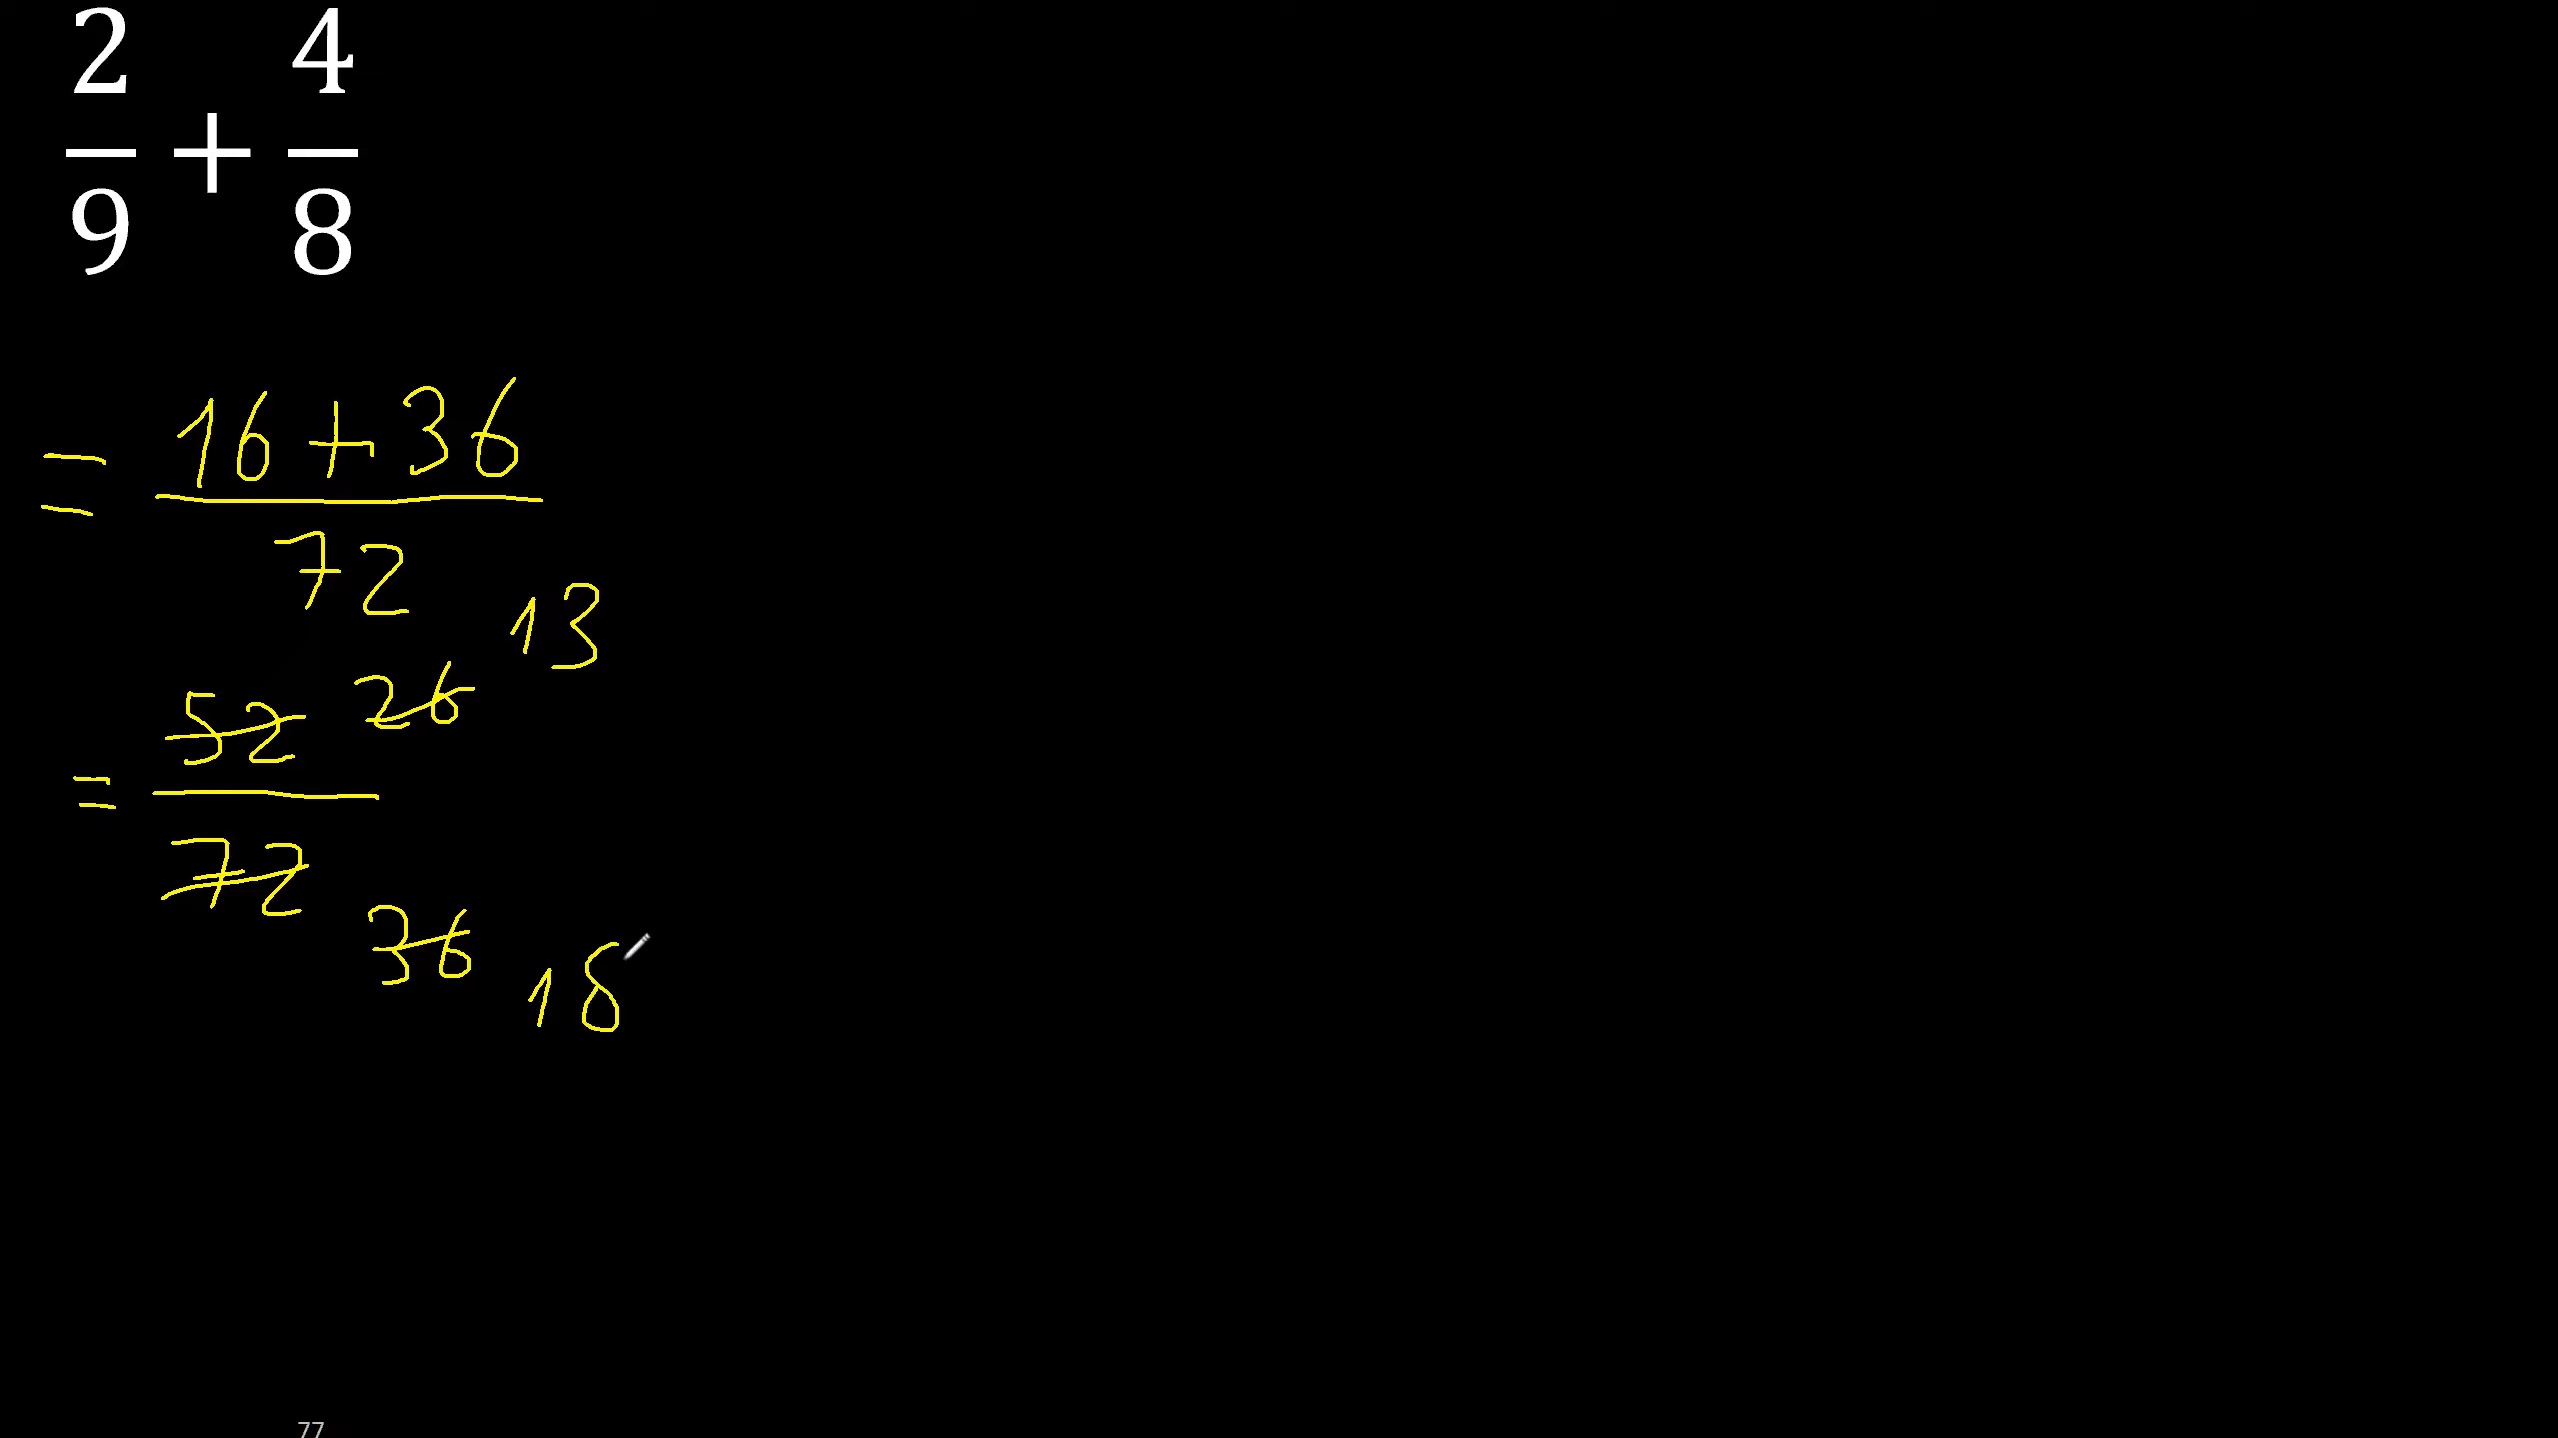 2/9 + 4/8
= 16+36/72
= 52/72 26/36 13/18
77